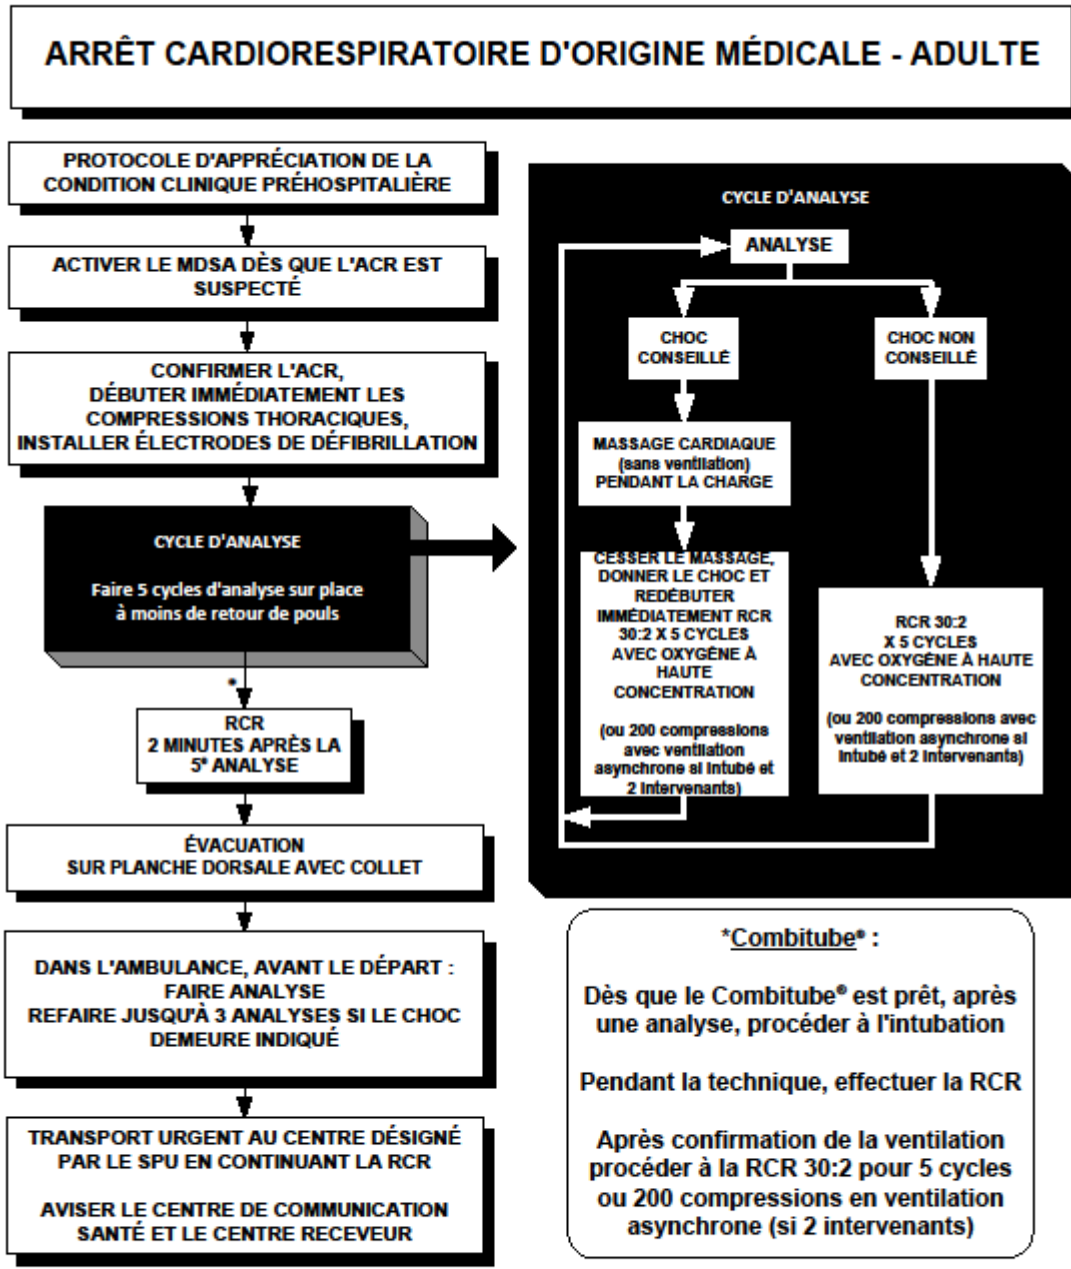 ARRÊT CARDIORESPIRATOIRE D'ORIGINE MÉDICALE - ADULTE
PROTOCOLE D'APPRÉCIATION DE LA
CONDITION CLINIQUE PRÉHOSPITALIÈRE
ACTIVER LE MDSA DÈS QUE L'ACR EST
SUSPECTÉ
CONFIRMER L'ACR,
DÉBUTER IMMÉDIATEMENT LES
COMPRESSIONS THORACIQUES,
INSTALLER ÉLECTRODES DE DÉFIBRILLATION
CYCLE D'ANALYSE
Faire 5 cycles d'analyse sur place
à moins de retour de pouls
*
RCR
2 MINUTES APRÈS LA
5e ANALYSE
ÉVACUATION
SUR PLANCHE DORSALE AVEC COLLET
DANS L'AMBULANCE, AVANT LE DÉPART :
FAIRE ANALYSE
REFAIRE JUSQU'À 3 ANALYSES SI LE CHOC
DEMEURE INDIQUÉ
TRANSPORT URGENT AU CENTRE DÉSIGNÉ
PAR LE SPU EN CONTINUANT LA RCR
AVISER LE CENTRE DE COMMUNICATION
SANTÉ ET LE CENTRE RECEVEUR
CYCLE D'ANALYSE
ANALYSE
CHOC
CONSEILLÉ
CHOC NON
CONSEILLÉ
MASSAGE CARDIAQUE
(sans ventilation)
PENDANT LA CHARGE
CESSER LE MASSAGE,
DONNER LE CHOC ET
REDÉBUTER
IMMÉDIATEMENT RCR
30:2 X 5 CYCLES
AVEC OXYGÈNE À
HAUTE
CONCENTRATION
(ou 200 compressions
avec ventilation
asynchrone si intubé et
2 intervenants)
RCR 30:2
X 5 CYCLES
AVEC OXYGÈNE À HAUTE
CONCENTRATION
(ou 200 compressions avec
ventilation asynchrone si
intubé et 2 intervenants)
*Combitube® :
Dès que le Combitube® est prêt, après
une analyse, procéder à l'intubation
Pendant la technique, effectuer la RCR
Après confirmation de la ventilation
procéder à la RCR 30:2 pour 5 cycles
ou 200 compressions en ventilation
asynchrone (si 2 intervenants)